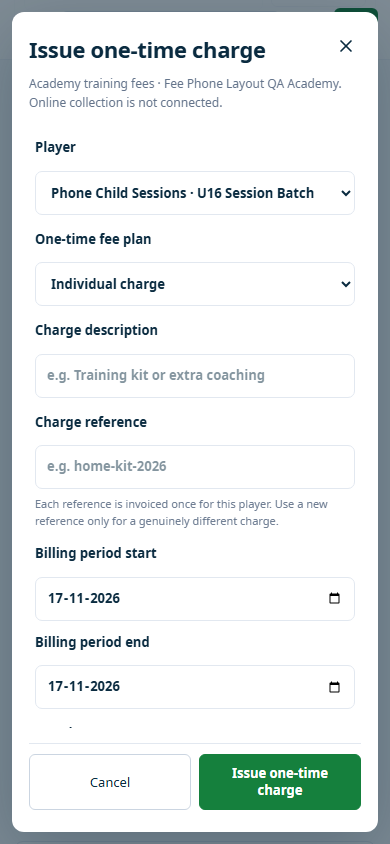 Issue one-time charge
Academy training fees · Fee Phone Layout QA Academy.
Online collection is not connected.
Player
Phone Child Sessions · U16 Session Batch
One-time fee plan
Individual charge
Charge description
e.g. Training kit or extra coaching
Charge reference
e.g. home-kit-2026
Each reference is invoiced once for this player. Use a new
reference only for a genuinely different charge.
Billing period start
17-11-2026
Billing period end
17-11-2026
Cancel
Issue one-time
charge